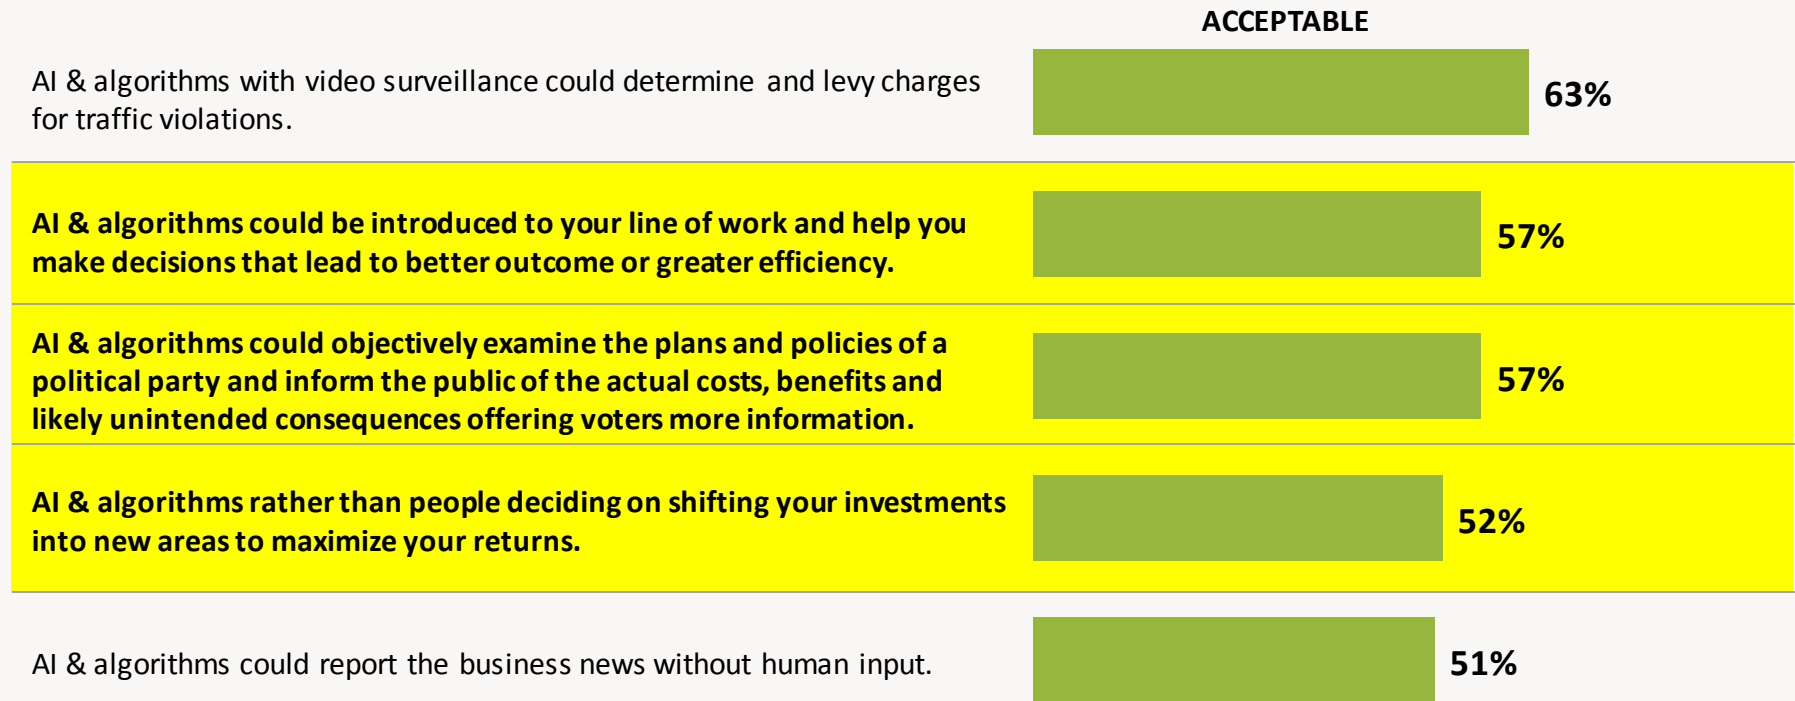 ACCEPTABLE
AI & algorithms with video surveillance could determine and levy charges
for traffic violations.
63%
AI & algorithms could be introduced to your line of work and help you
make decisions that lead to better outcome or greater efficiency.
57%
AI & algorithms could objectively examine the plans and policies of a
political party and inform the public of the actual costs, benefits and
likely unintended consequences offering voters more information.
57%
AI & algorithms rather than people deciding on shifting your investments
into new areas to maximize your returns.
52%
AI & algorithms could report the business news without human input.
51%